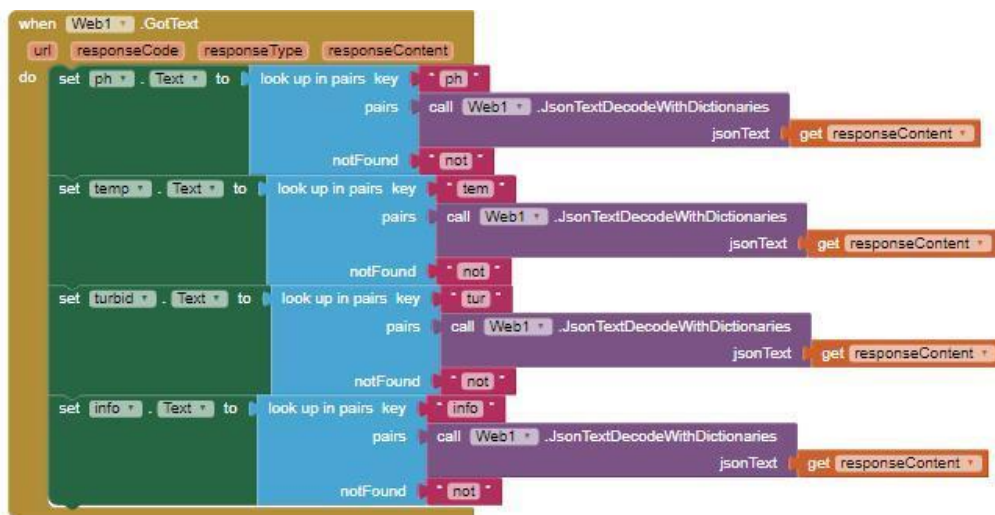 when Web1 .GotText
url responseCode responseType responseContent
do set ph . Text to look up in pairs key " ph "
pairs call Web1 .JsonTextDecodeWithDictionaries
jsonText get responseContent
notFound " not "
set temp . Text to look up in pairs key " tem "
pairs call Web1 .JsonTextDecodeWithDictionaries
jsonText get responseContent
notFound " not "
set turbid . Text to look up in pairs key " tur "
pairs call Web1 .JsonTextDecodeWithDictionaries
jsonText get responseContent
notFound " not "
set info . Text to look up in pairs key " info "
pairs call Web1 .JsonTextDecodeWithDictionaries
jsonText get responseContent
notFound " not "